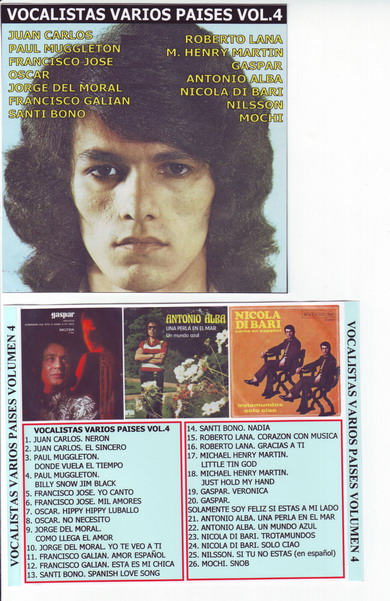 VOCALISTAS VARIOS PAISES VOL.4
JUAN CARLOS
PAUL MUGGLETON
FRANCISCO JOSE
OSCAR
JORGE DEL MORAL
FRANCISCO GALIAN
SANTI BONO
ROBERTO LANA
M. HENRY MARTIN
GASPAR
ANTONIO ALBA
NICOLA DI BARI
NILSSON
MOCHI
VOCALISTAS VARIOS PAISES VOLUMEN 4
gaspar
ANTONIO ALBA
UNA PERLA EN EL MAR
Un mundo azul
NICOLA
DI BARI
canta en español
trotamundos
solo ciao
VOCALISTAS VARIOS PAISES VOL.4
1. JUAN CARLOS. NERON
2. JUAN CARLOS. EL SINCERO
3. PAUL MUGGLETON.
DONDE VUELA EL TIEMPO
4. PAUL MUGGLETON.
BILLY SNOW JIM BLACK
5. FRANCISCO JOSE. YO CANTO
6. FRANCISCO JOSE. MIL AMORES
7. OSCAR. HIPPY HIPPY LUBALLO
8. OSCAR. NO NECESITO
9. JORGE DEL MORAL.
COMO LLEGA EL AMOR
10. JORGE DEL MORAL. YO TE VEO A TI
11. FRANCISCO GALIAN. AMOR ESPAÑOL
12. FRANCISCO GALIAN. ESTA ES MI CHICA
13. SANTI BONO. SPANISH LOVE SONG
14. SANTI BONO. NADIA
15. ROBERTO LANA. CORAZON CON MUSICA
16. ROBERTO LANA. GRACIAS A TI
17. MICHAEL HENRY MARTIN.
LITTLE TIN GOD
18. MICHAEL HENRY MARTIN.
JUST HOLD MY HAND
19. GASPAR. VERONICA
20. GASPAR.
SOLAMENTE SOY FELIZ SI ESTAS A MI LADO
21. ANTONIO ALBA. UNA PERLA EN EL MAR
22. ANTONIO ALBA. UN MUNDO AZUL
23. NICOLA DI BARI. TROTAMUNDOS
24. NICOLA DI BARI. SOLO CIAO
25. NILSSON. SI TU NO ESTAS (en español)
26. MOCHI. SNOB
VOCALISTAS VARIOS PAISES VOLUMEN 4